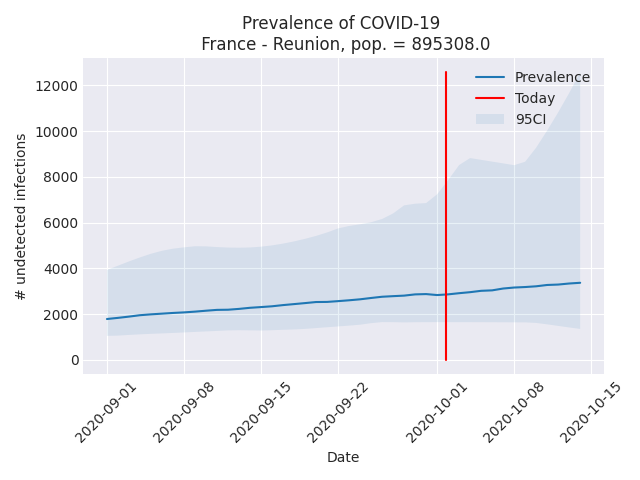 Prevalence of COVID-19
France - Reunion, pop. = 895308.0
Prevalence
Today
95CI
# undetected infections
12000
10000
8000
6000
4000
2000
0
2020-09-01
2020-09-08
2020-09-15
2020-09-22
2020-10-01
2020-10-08
2020-10-15
Date